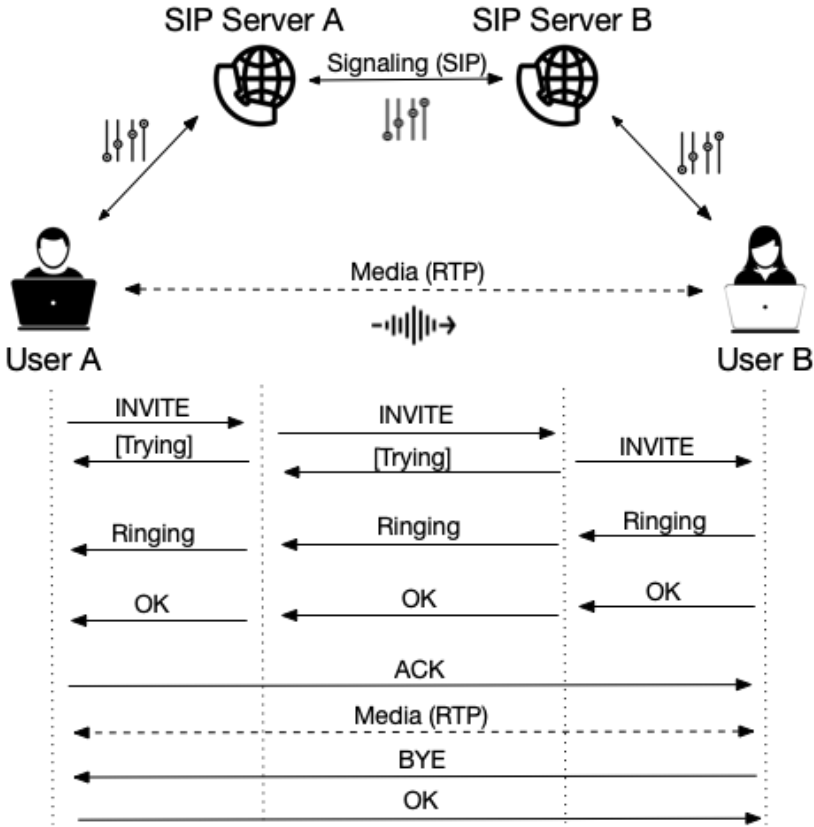 SIP Server A
SIP Server B
Signaling (SIP)
Media (RTP)
User A
User B
INVITE
INVITE
[Trying]
[Trying]
INVITE
Ringing
Ringing
Ringing
OK
OK
OK
ACK
Media (RTP)
BYE
OK